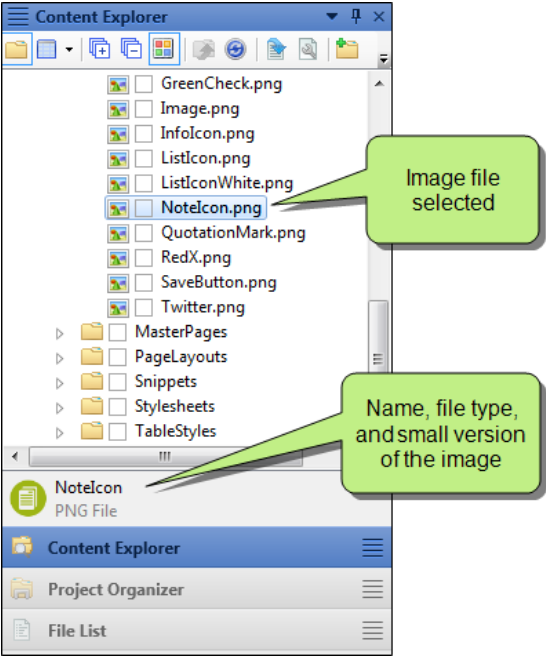 Content Explorer
GreenCheck.png
Image.png
InfoIcon.png
ListIcon.png
ListIconWhite.png
NoteIcon.png
QuotationMark.png
RedX.png
SaveButton.png
Twitter.png
MasterPages
PageLayouts
Snippets
Stylesheets
TableStyles
Image file
selected
Name, file type,
and small version
of the image
NoteIcon
PNG File
Content Explorer
Project Organizer
File List